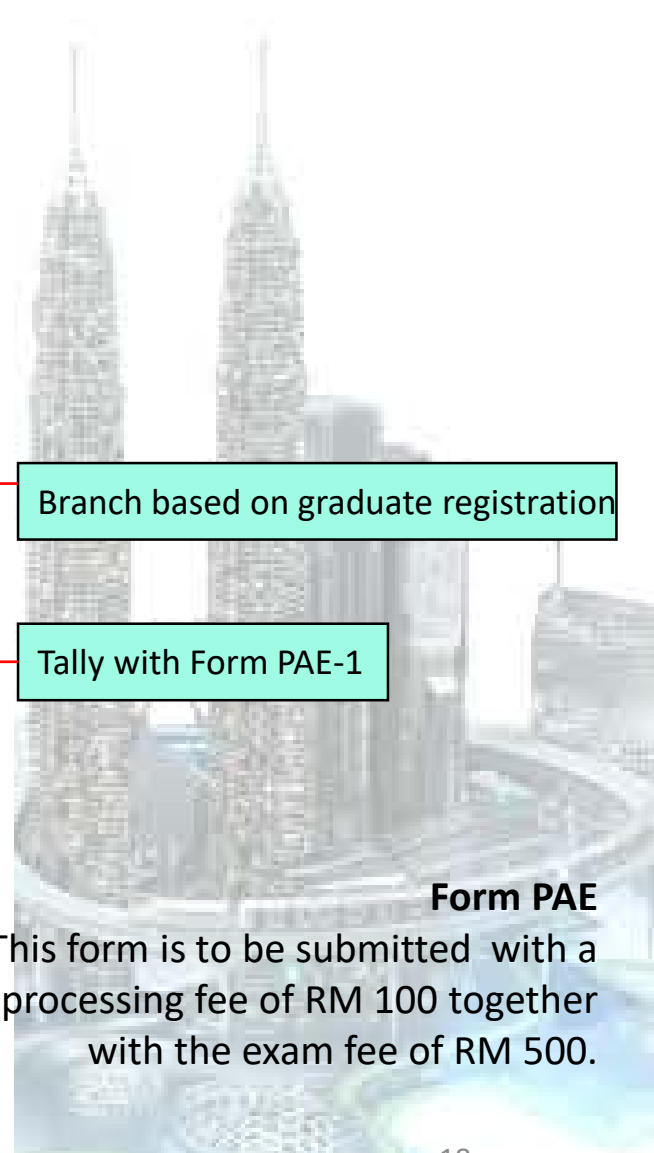 Branch based on graduate registration
Tally with Form PAE-1
Form PAE
This form is to be submitted with a
processing fee of RM 100 together
with the exam fee of RM 500.